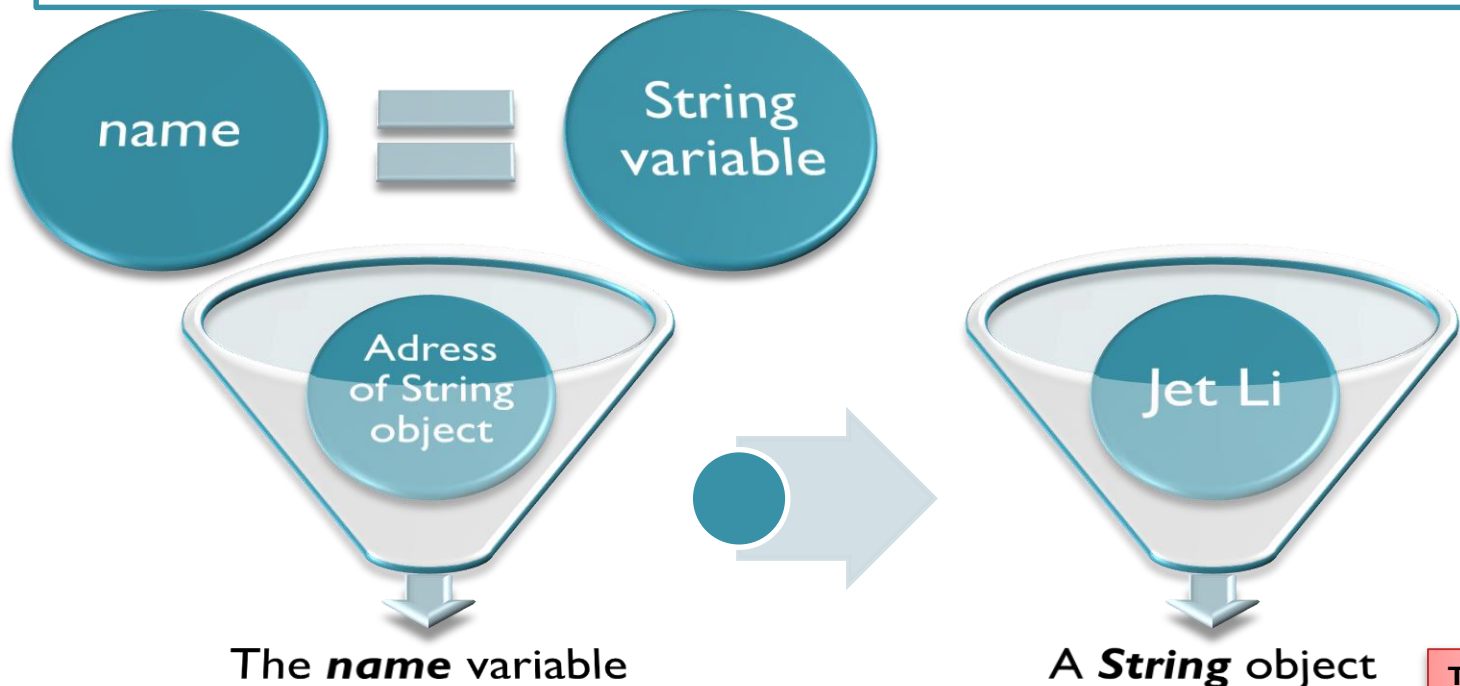 name
String
variable
Adress
of String
object
Jet Li
The name variable
A String object